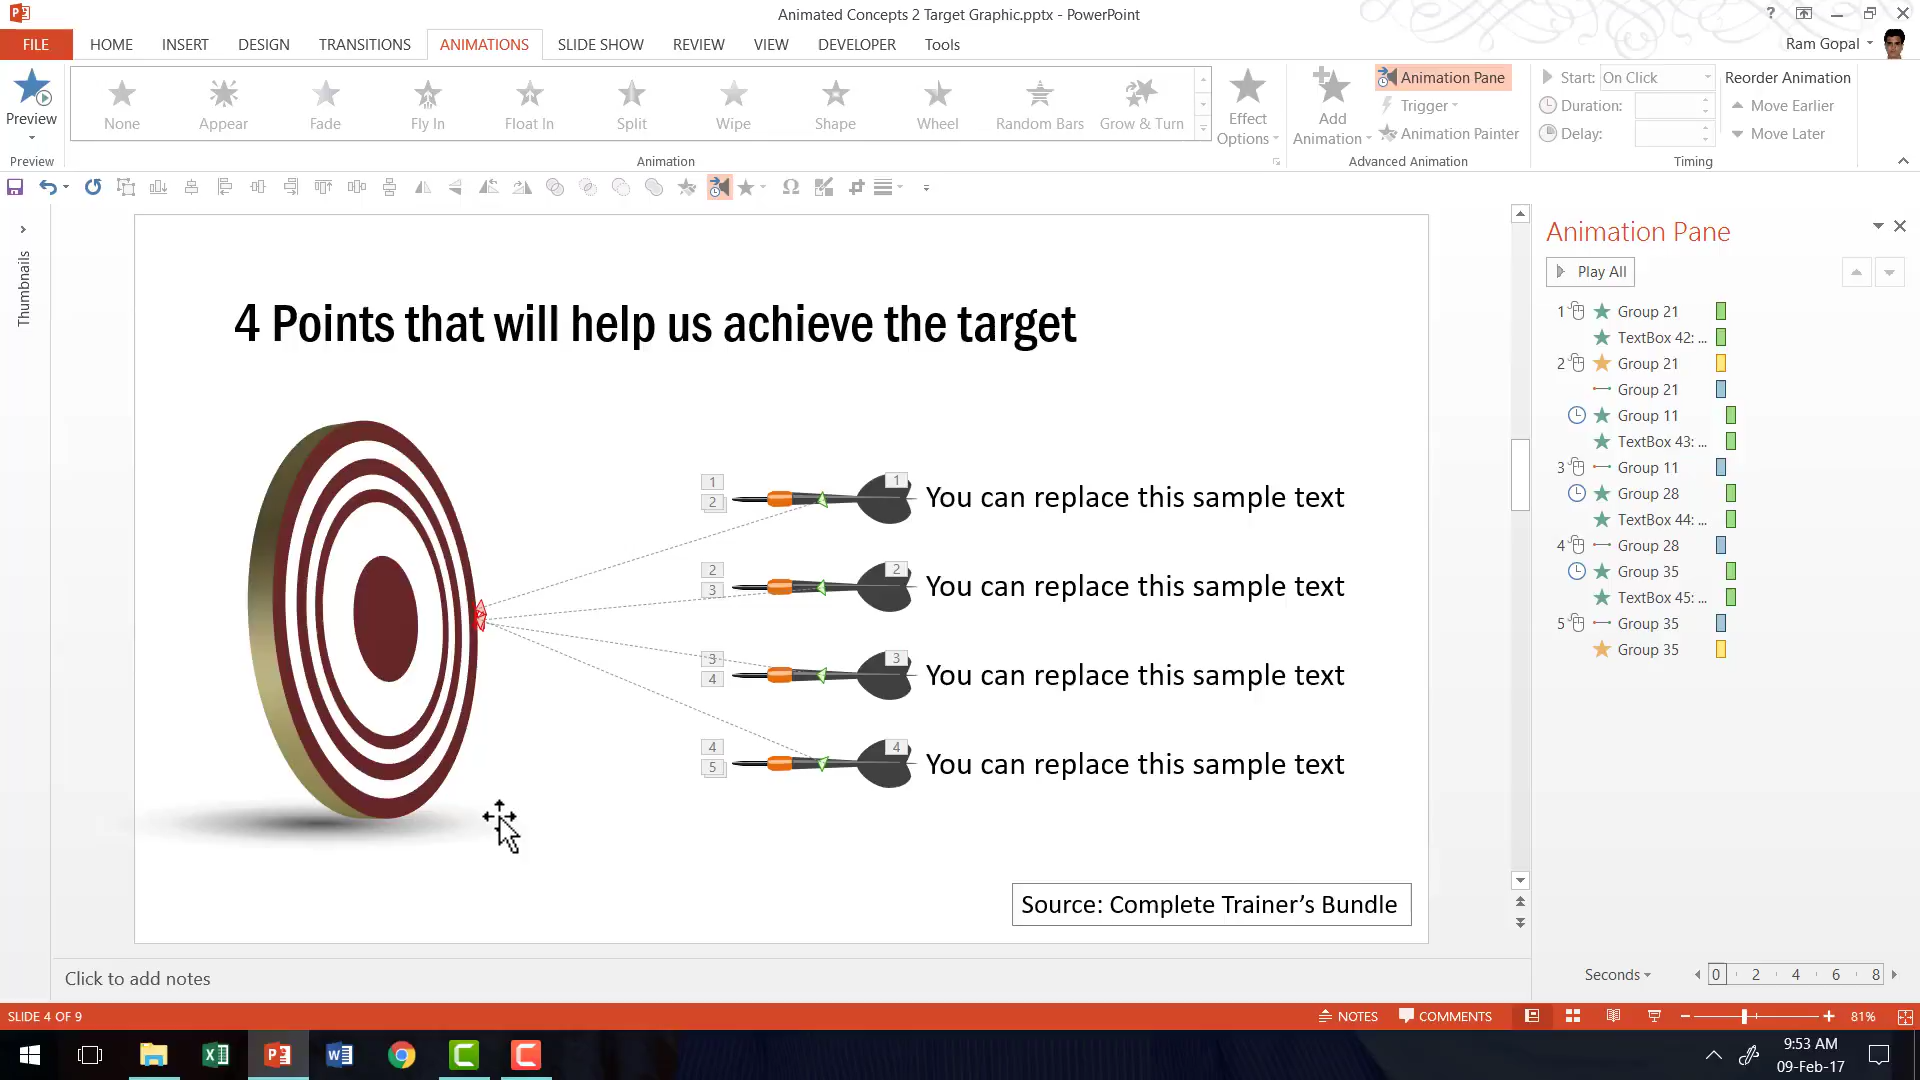 Animated Concepts 2 Target Graphic.pptx - PowerPoint
?
FILE HOME INSERT DESIGN TRANSITIONS ANIMATIONS SLIDE SHOW REVIEW VIEW DEVELOPER Tools
Ram Gopal
Preview
None Appear Fade Fly In Float In Split Wipe Shape Wheel Random Bars Grow & Turn
Effect Options
Add Animation
Animation Pane
Trigger
Animation Painter
Start: On Click
Duration:
Delay:
Reorder Animation
Move Earlier
Move Later
Preview Animation Advanced Animation Timing
Thumbnails
4 Points that will help us achieve the target
1
2
1
You can replace this sample text
2
3
2
You can replace this sample text
3
4
3
You can replace this sample text
4
5
4
You can replace this sample text
Source: Complete Trainer's Bundle
Click to add notes
Animation Pane
Play All
1 Group 21
TextBox 42: ...
2 Group 21
Group 21
Group 11
TextBox 43: ...
3 Group 11
Group 28
TextBox 44: ...
4 Group 28
Group 35
TextBox 45: ...
5 Group 35
Group 35
Seconds 0 2 4 6 8
SLIDE 4 OF 9 NOTES COMMENTS 81%
9:53 AM
09-Feb-17